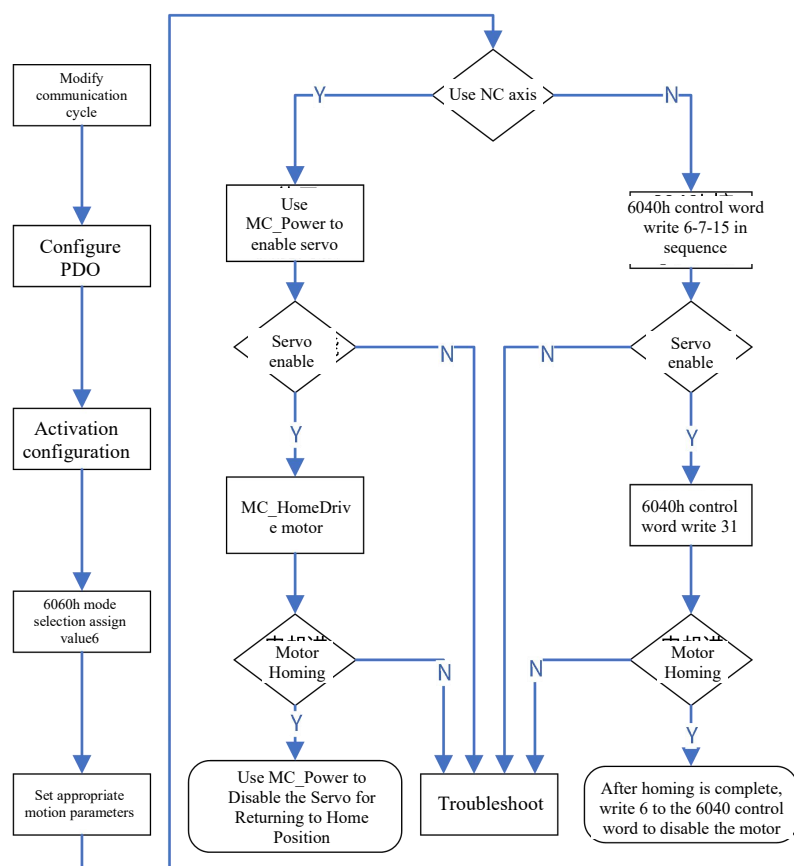 Modify
communication
cycle
Configure
PDO
Activation
configuration
6060h mode
selection assign
value6
Set appropriate
motion parameters
Use NC axis
Y
N
Use
MC_Power to
enable servo
6040h control word
write 6-7-15 in
sequence
Servo
enable
N
N
Servo
enable
Y
Y
MC_HomeDriv
e motor
6040h control
word write 31
Motor
Homing
N
N
Motor
Homing
Y
Y
Use MC_Power to
Disable the Servo for
Returning to Home
Position
Troubleshoot
After homing is complete,
write 6 to the 6040 control
word to disable the motor